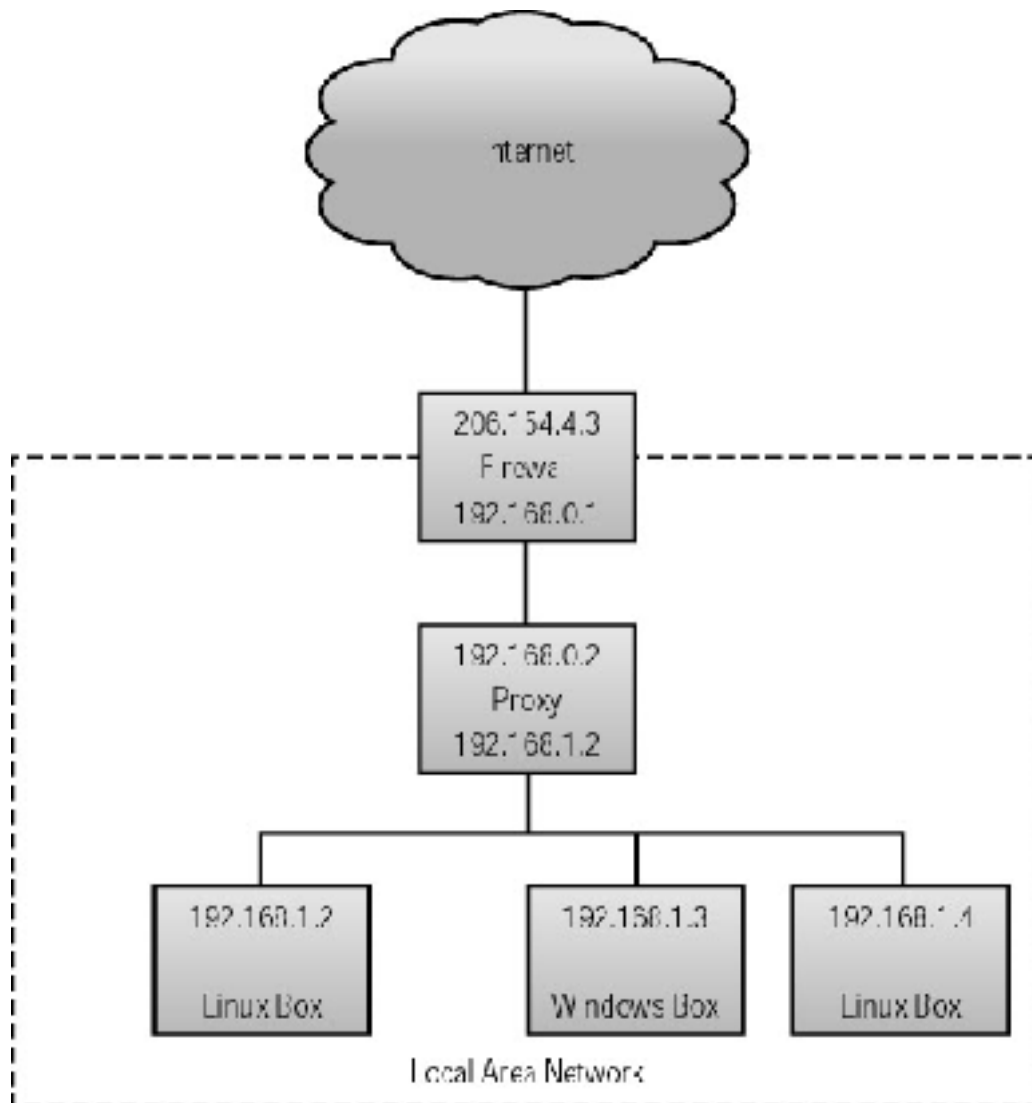 Internet
206.154.4.3
Firewall
192.168.0.1
192.168.0.2
Proxy
192.168.1.2
192.168.1.2
Linux Box
192.168.1.3
Windows Box
192.168.1.4
Linux Box
Local Area Network